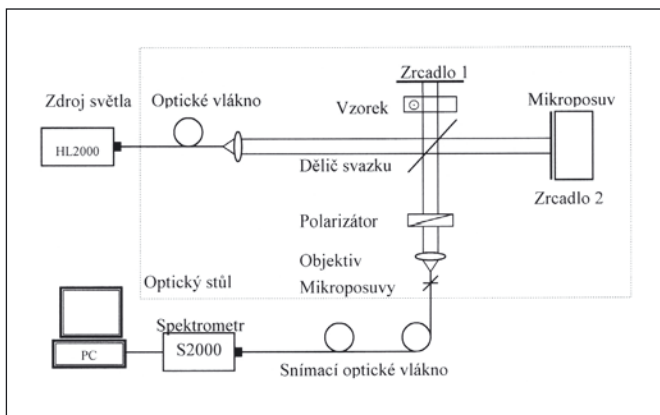 Zrcadlo 1
Zdroj světla
Optické vlákno
Vzorek
Mikroposuv
HL2000
Dělič svazku
Zrcadlo 2
Polarizátor
Objektiv
Optický stůl
Mikroposuvy
Spektrometr
PC
S2000
Snímací optické vlákno